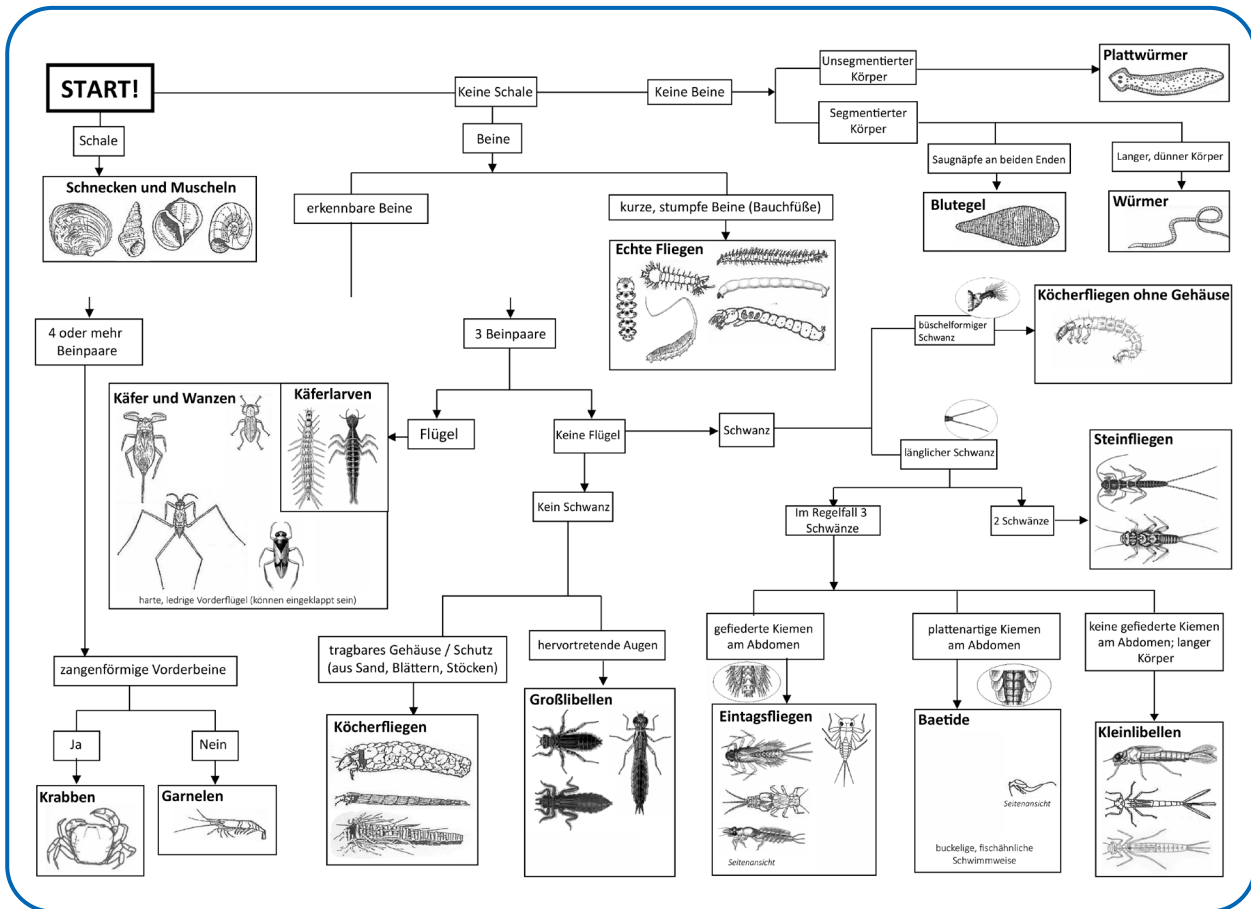 START!
Schale
Schnecken und Muscheln
Keine Schale
Keine Beine
Unsegmentierter
Körper
Plattwürmer
Segmentierter
Körper
Saugnäpfe an beiden Enden
Blutegel
Langer, dünner Körper
Würmer
Beine
erkennbare Beine
kurze, stumpfe Beine (Bauchfüße)
Echte Fliegen
4 oder mehr
Beinpaare
3 Beinpaare
Käfer und Wanzen
Käferlarven
harte, ledrige Vorderflügel (können eingeklappt sein)
Flügel
Keine Flügel
Schwanz
büschelformiger
Schwanz
Köcherfliegen ohne Gehäuse
länglicher Schwanz
Steinfliegen
Im Regelfall 3
Schwänze
2 Schwänze
Kein Schwanz
zangenförmige Vorderbeine
Ja
Nein
Krabben
Garnelen
tragbares Gehäuse / Schutz
(aus Sand, Blättern, Stöcken)
Köcherfliegen
hervortretende Augen
Großlibellen
gefiederte Kiemen
am Abdomen
Eintagsfliegen
Seitenansicht
plattenartige Kiemen
am Abdomen
Baetide
Seitenansicht
buckelige, fischähnliche
Schwimmweise
keine gefiederte Kiemen
am Abdomen; langer
Körper
Kleinlibellen